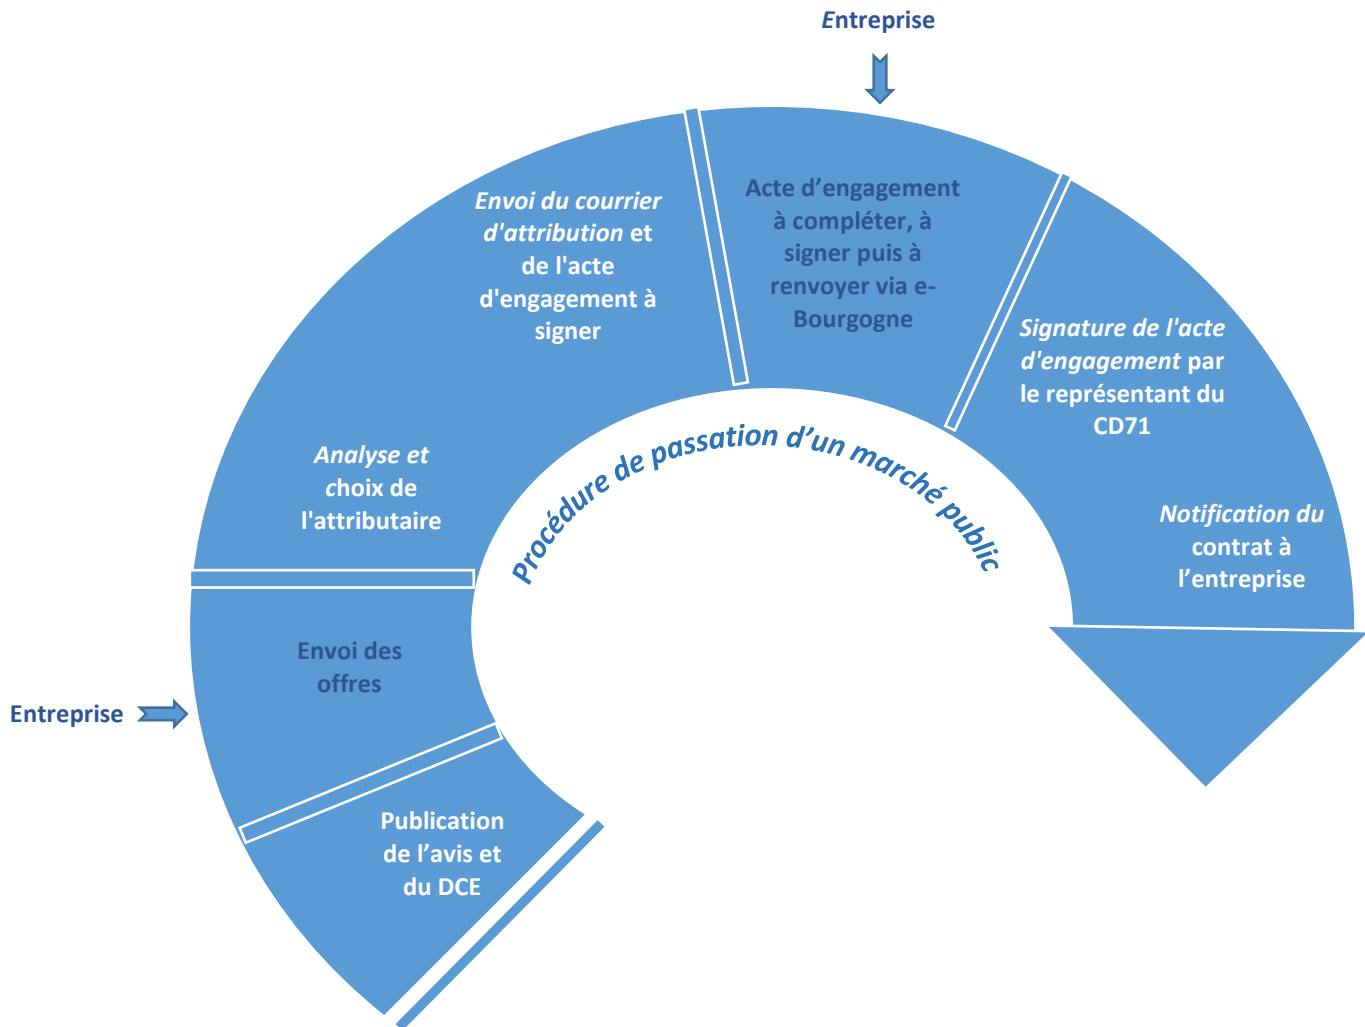 Entreprise
Envoi du courrier
d'attribution et
de l'acte
d'engagement à
signer
Acte d’engagement
à compléter, à
signer puis à
renvoyer via e-
Bourgogne
Signature de l'acte
d'engagement par
le représentant du
CD71
Analyse et
choix de
l'attributaire
Procédure de passation d’un marché public
Notification du
contrat à
l’entreprise
Envoi des
offres
Entreprise
Publication
de l’avis et
du DCE